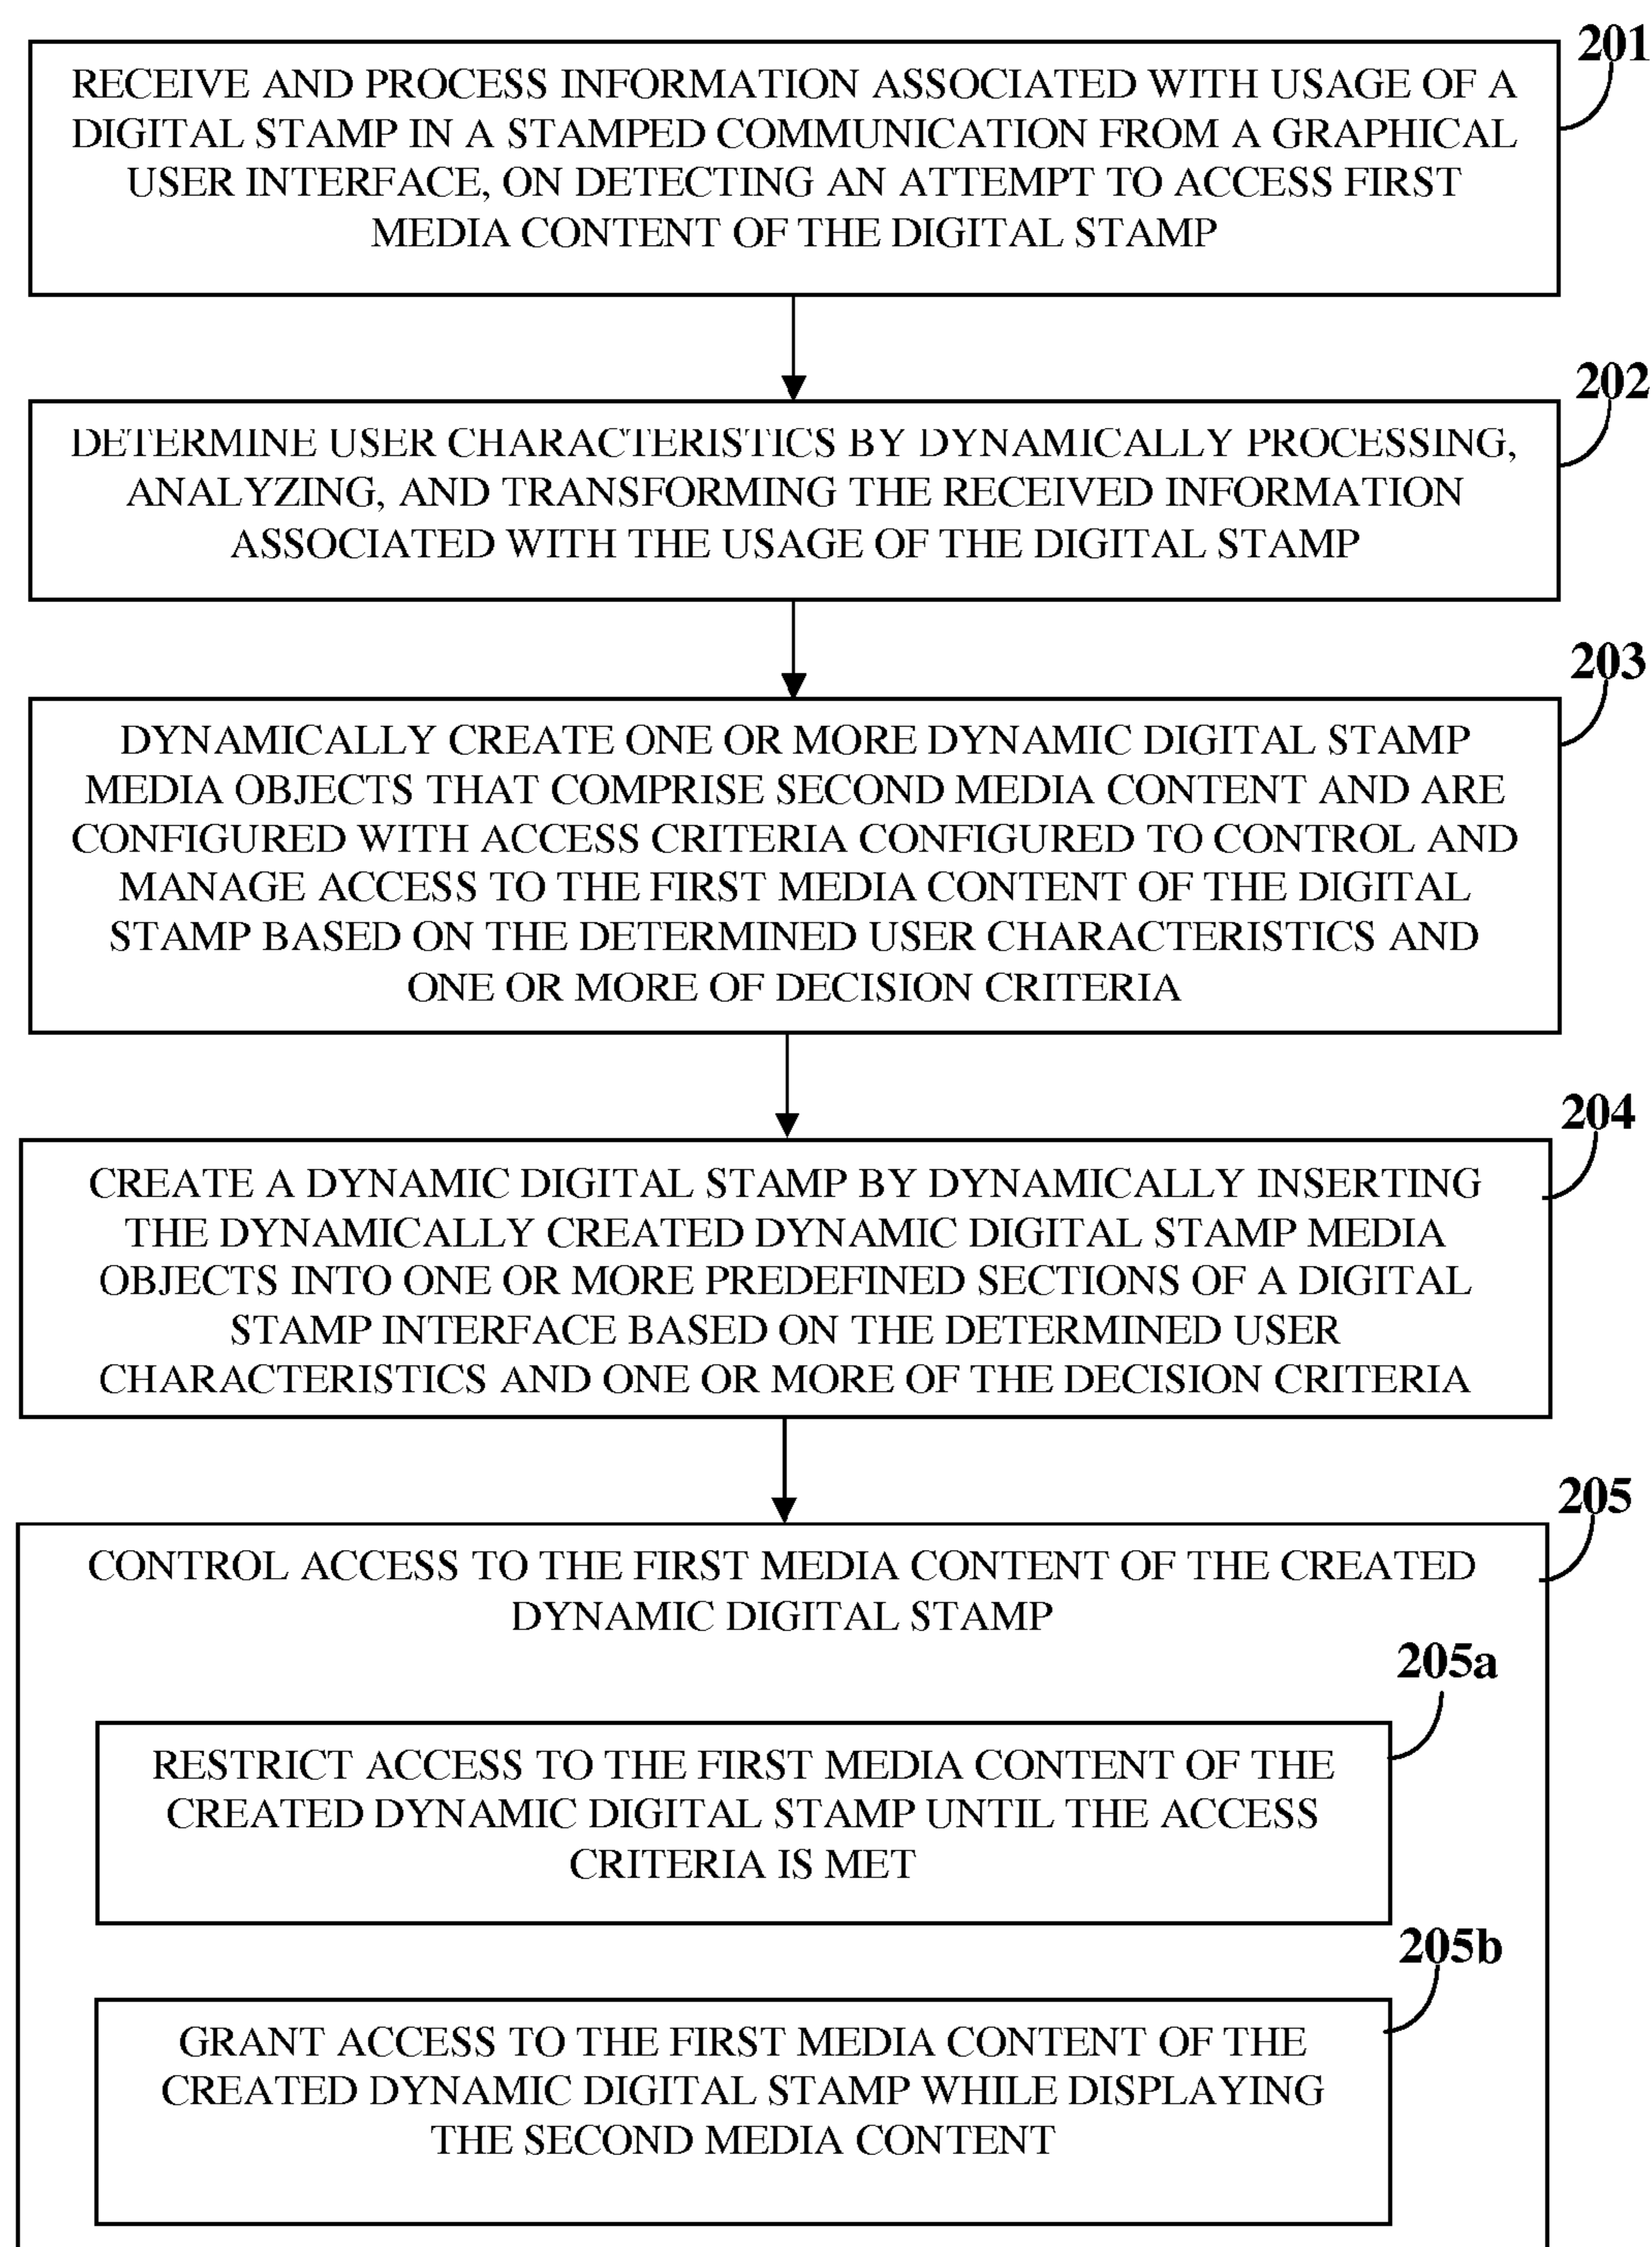 201
RECEIVE AND PROCESS INFORMATION ASSOCIATED WITH USAGE OF A
DIGITAL STAMP IN A STAMPED COMMUNICATION FROM A GRAPHICAL
USER INTERFACE, ON DETECTING AN ATTEMPT TO ACCESS FIRST
MEDIA CONTENT OF THE DIGITAL STAMP
202
DETERMINE USER CHARACTERISTICS BY DYNAMICALLY PROCESSING,
ANALYZING, AND TRANSFORMING THE RECEIVED INFORMATION
ASSOCIATED WITH THE USAGE OF THE DIGITAL STAMP
203
DYNAMICALLY CREATE ONE OR MORE DYNAMIC DIGITAL STAMP
MEDIA OBJECTS THAT COMPRISE SECOND MEDIA CONTENT AND ARE
CONFIGURED WITH ACCESS CRITERIA CONFIGURED TO CONTROL AND
MANAGE ACCESS TO THE FIRST MEDIA CONTENT OF THE DIGITAL
STAMP BASED ON THE DETERMINED USER CHARACTERISTICS AND
ONE OR MORE OF DECISION CRITERIA
204
CREATE A DYNAMIC DIGITAL STAMP BY DYNAMICALLY INSERTING
THE DYNAMICALLY CREATED DYNAMIC DIGITAL STAMP MEDIA
OBJECTS INTO ONE OR MORE PREDEFINED SECTIONS OF A DIGITAL
STAMP INTERFACE BASED ON THE DETERMINED USER
CHARACTERISTICS AND ONE OR MORE OF THE DECISION CRITERIA
205
CONTROL ACCESS TO THE FIRST MEDIA CONTENT OF THE CREATED
DYNAMIC DIGITAL STAMP
205a
RESTRICT ACCESS TO THE FIRST MEDIA CONTENT OF THE
CREATED DYNAMIC DIGITAL STAMP UNTIL THE ACCESS
CRITERIA IS MET
205b
GRANT ACCESS TO THE FIRST MEDIA CONTENT OF THE
CREATED DYNAMIC DIGITAL STAMP WHILE DISPLAYING
THE SECOND MEDIA CONTENT